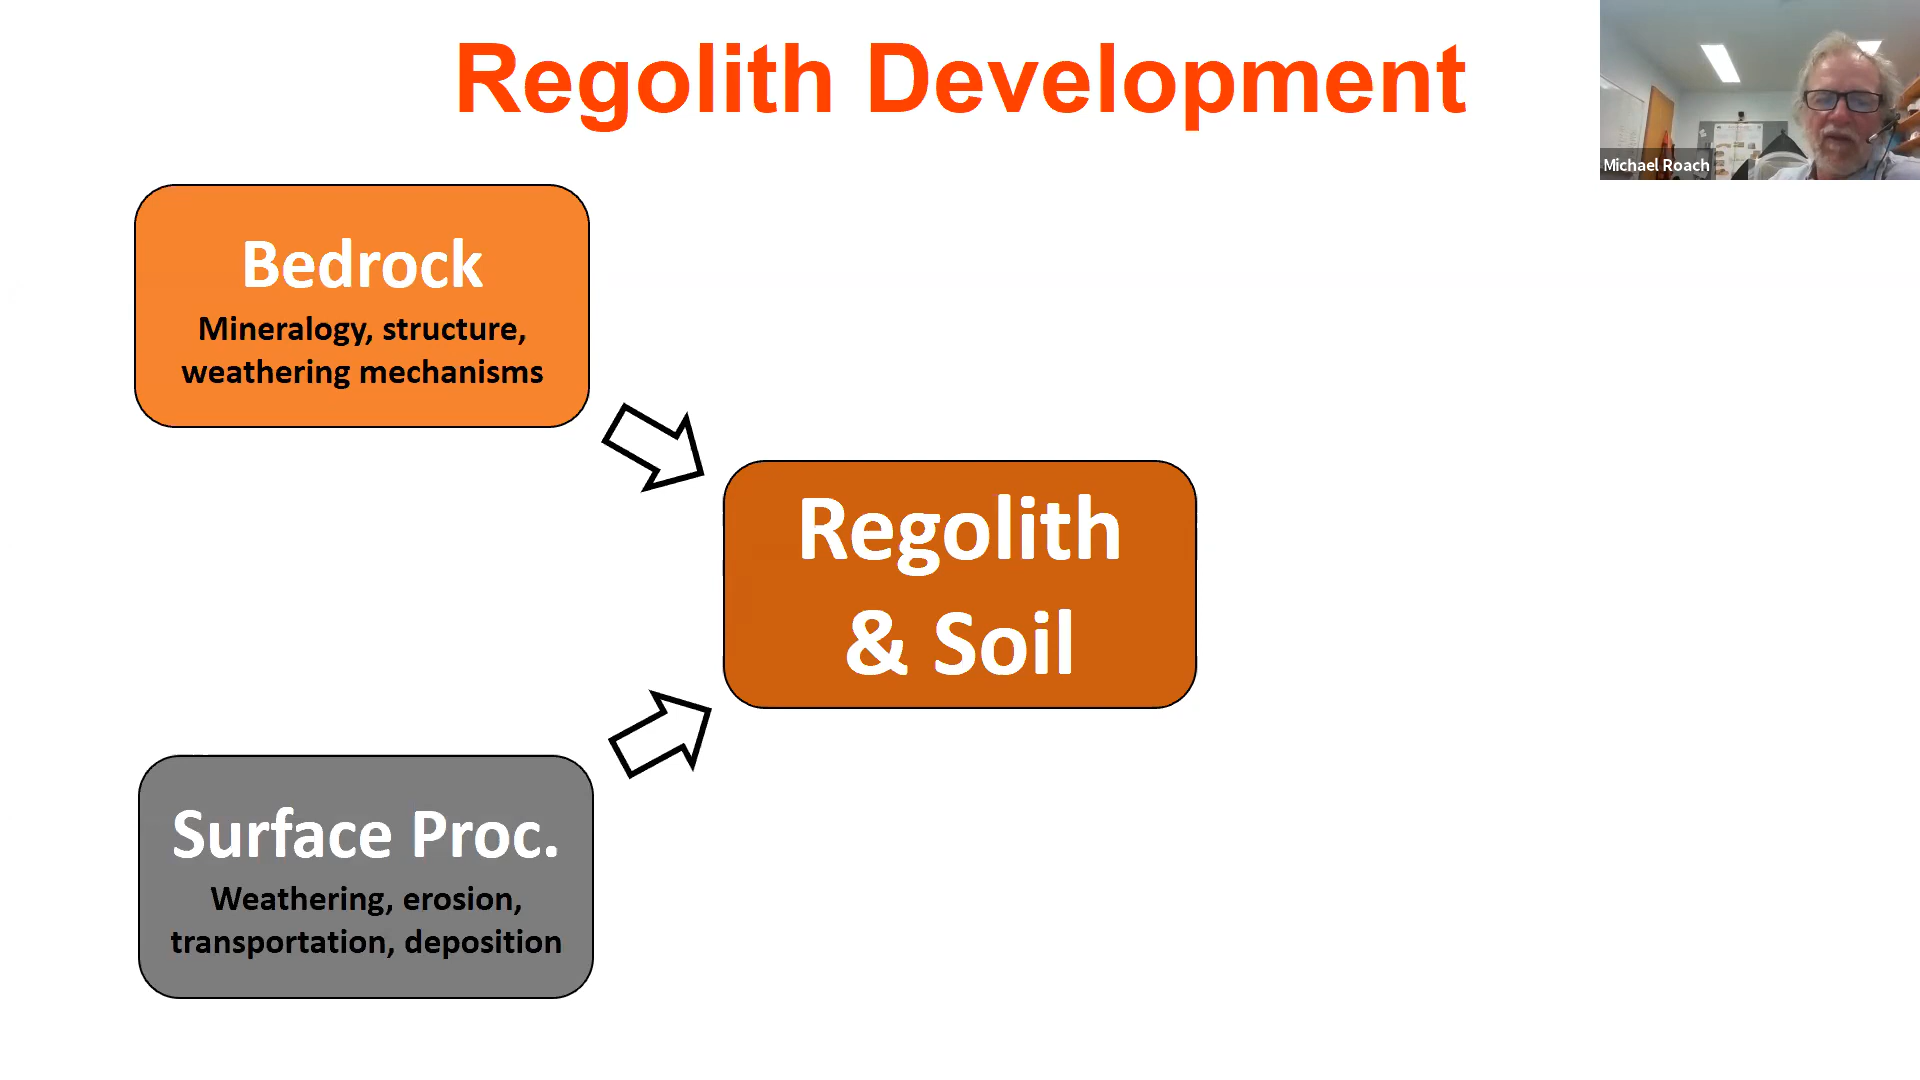 Regolith Development
Michael Roach
Bedrock
Mineralogy, structure,
weathering mechanisms
Regolith
& Soil
Surface Proc.
Weathering, erosion,
transportation, deposition